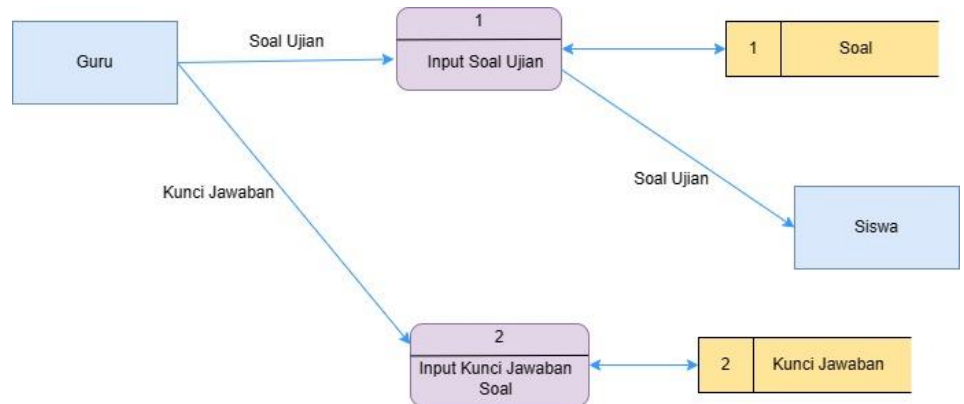 1
Soal Ujian
Guru
Input Soal Ujian
1
Soal
Kunci Jawaban
Soal Ujian
Siswa
2
Input Kunci Jawaban
Soal
2
Kunci Jawaban